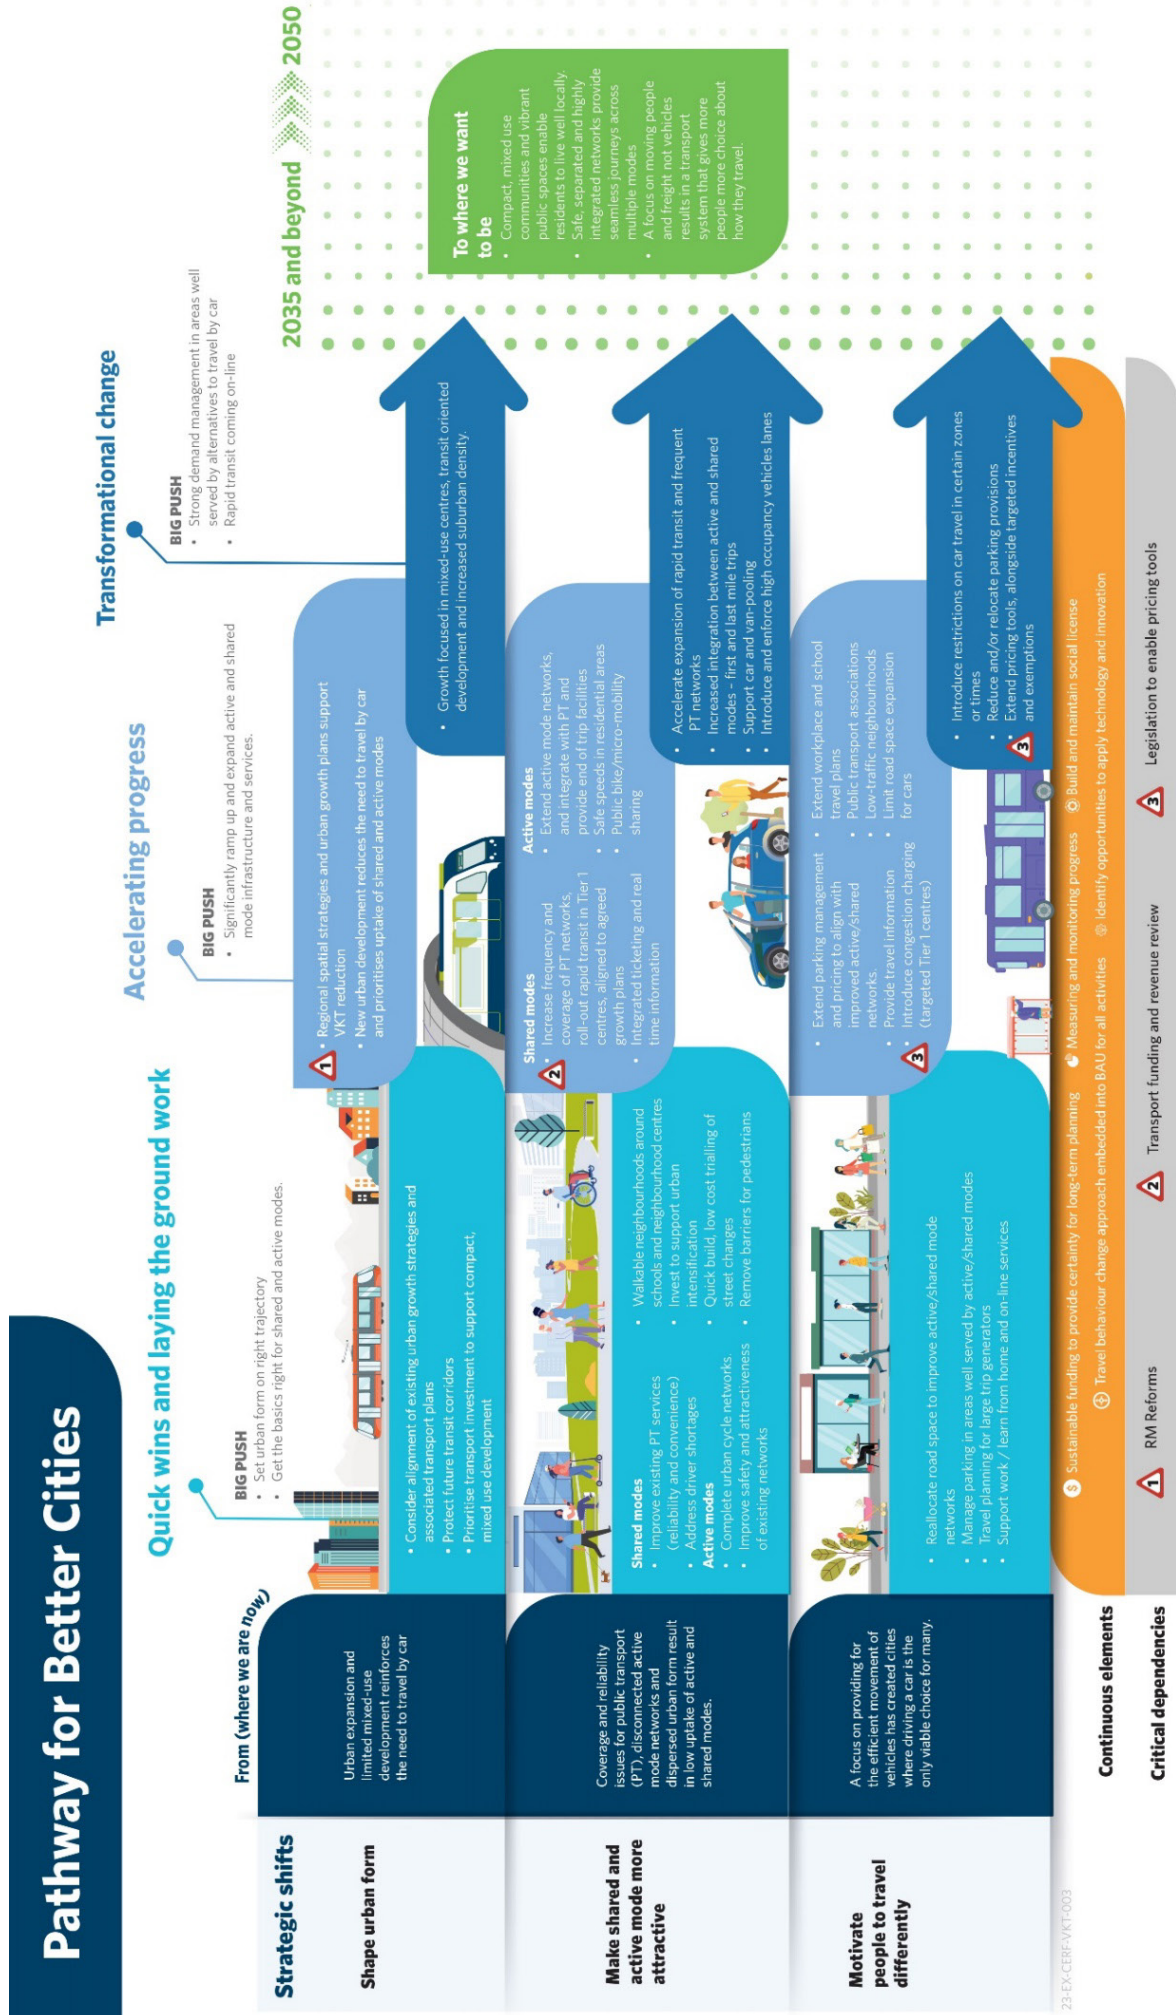 Pathway for Better Cities
Quick wins and laying the ground work
Accelerating progress
Transformational change
2035 and beyond
2050
BIG PUSH
• Set urban form on right trajectory
• Get the basics right for shared and active modes.
BIG PUSH
• Significantly ramp up and expand active and shared
mode infrastructure and services.
BIG PUSH
• Strong demand management in areas well
served by alternatives to travel by car
• Rapid transit coming on-line
Strategic shifts
From (where we are now)
Shape urban form
Urban expansion and
limited mixed-use
development reinforces
the need to travel by car
• Consider alignment of existing urban growth strategies and
associated transport plans
• Protect future transit corridors
• Prioritise transport investment to support compact,
mixed use development
1
• Regional spatial strategies and urban growth plans support
VKT reduction
• New urban development reduces the need to travel by car
and prioritises uptake of shared and active modes
• Growth focused in mixed-use centres, transit oriented
development and increased suburban density.
Make shared and
active mode more
attractive
Coverage and reliability
issues for public transport
(PT), disconnected active
mode networks and
dispersed urban form result
in low uptake of active and
shared modes.
Shared modes
• Improve existing PT services
(reliability and convenience)
• Address driver shortages
Active modes
• Complete urban cycle networks.
• Improve safety and attractiveness
of existing networks
• Walkable neighbourhoods around
schools and neighbourhood centres
• Invest to support urban
intensification
• Quick build, low cost trialling of
street changes
• Remove barriers for pedestrians
Shared modes
2
• Increase frequency and
coverage of PT networks,
roll-out rapid transit in Tier 1
centres, aligned to agreed
growth plans
• Integrated ticketing and real
time information
Active modes
• Extend active mode networks,
and integrate with PT and
provide end of trip facilities
• Safe speeds in residential areas
• Public bike/micro-mobility
sharing
• Accelerate expansion of rapid transit and frequent
PT networks
• Increased integration between active and shared
modes – first and last mile trips
• Support car and van-pooling
• Introduce and enforce high occupancy vehicles lanes
Motivate
people to travel
differently
A focus on providing for
the efficient movement of
vehicles has created cities
where driving a car is the
only viable choice for many.
• Reallocate road space to improve active/shared mode
networks
• Manage parking in areas well served by active/shared modes
• Travel planning for large trip generators
• Support work / learn from home and on-line services
• Extend parking management
and pricing to align with
improved active/shared
networks.
• Provide travel information
3
• Introduce congestion charging
(targeted Tier 1 centres)
• Extend workplace and school
travel plans
• Public transport associations
• Low-traffic neighbourhoods
• Limit road space expansion
for cars
• Introduce restrictions on car travel in certain zones
or times
• Reduce and/or relocate parking provisions
3
• Extend pricing tools, alongside targeted incentives
and exemptions
To where we want
to be
• Compact, mixed use
communities and vibrant
public spaces enable
residents to live well locally.
• Safe, separated and highly
integrated networks provide
seamless journeys across
multiple modes
• A focus on moving people
and freight not vehicles
results in a transport
system that gives more
people more choice about
how they travel.
Continuous elements
$ Sustainable funding to provide certainty for long-term planning
Measuring and monitoring progress
Build and maintain social license
Travel behaviour change approach embedded into BAU for all activities
identify opportunities to apply technology and innovation
Critical dependencies
1 RM Reforms
2 Transport funding and revenue review
3 Legislation to enable pricing tools
23-EX-CERF-VKT-003